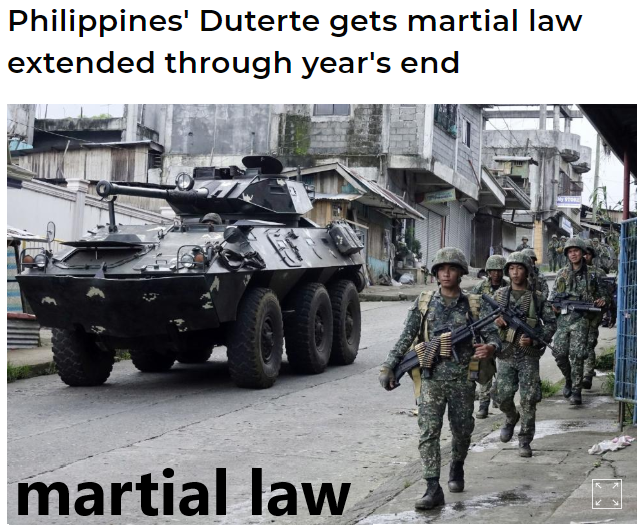 Philippines' Duterte gets martial law
extended through year's end
martial law